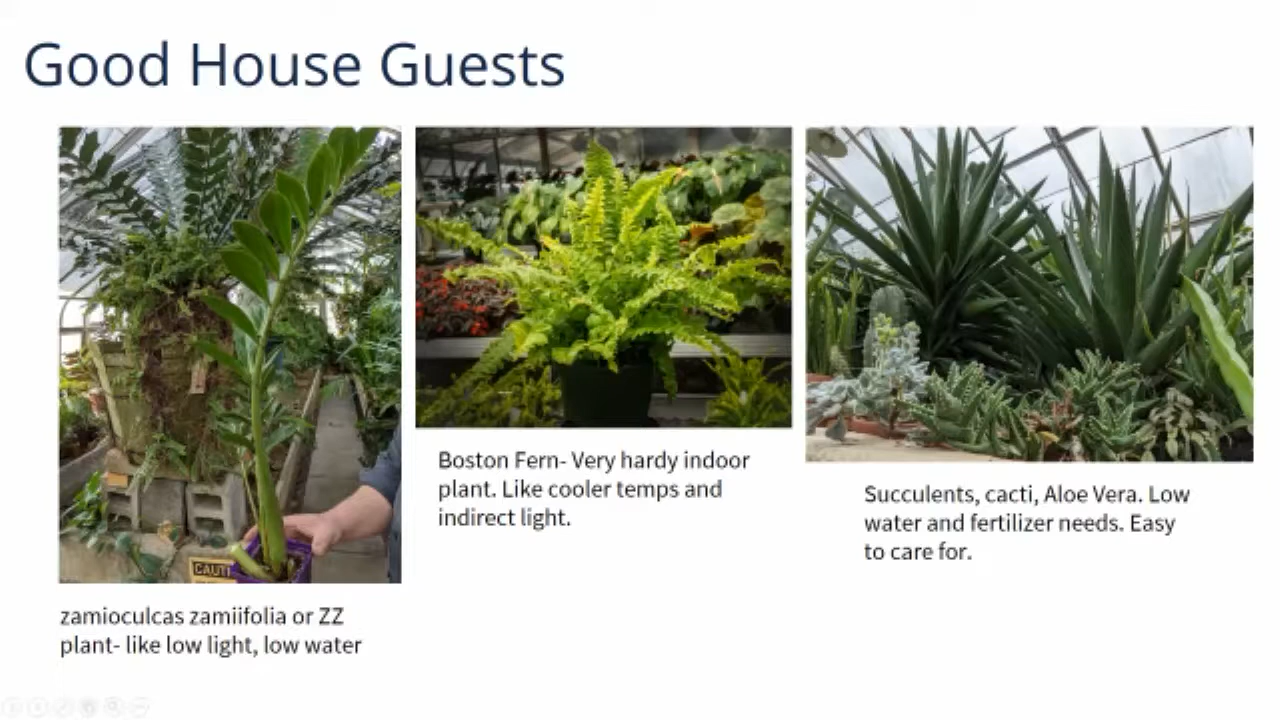 Good House Guests
zamioculcas zamiifolia or ZZ
plant- like low light, low water
Boston Fern- Very hardy indoor
plant. Like cooler temps and
indirect light.
Succulents, cacti, Aloe Vera. Low
water and fertilizer needs. Easy
to care for.
CAUTI